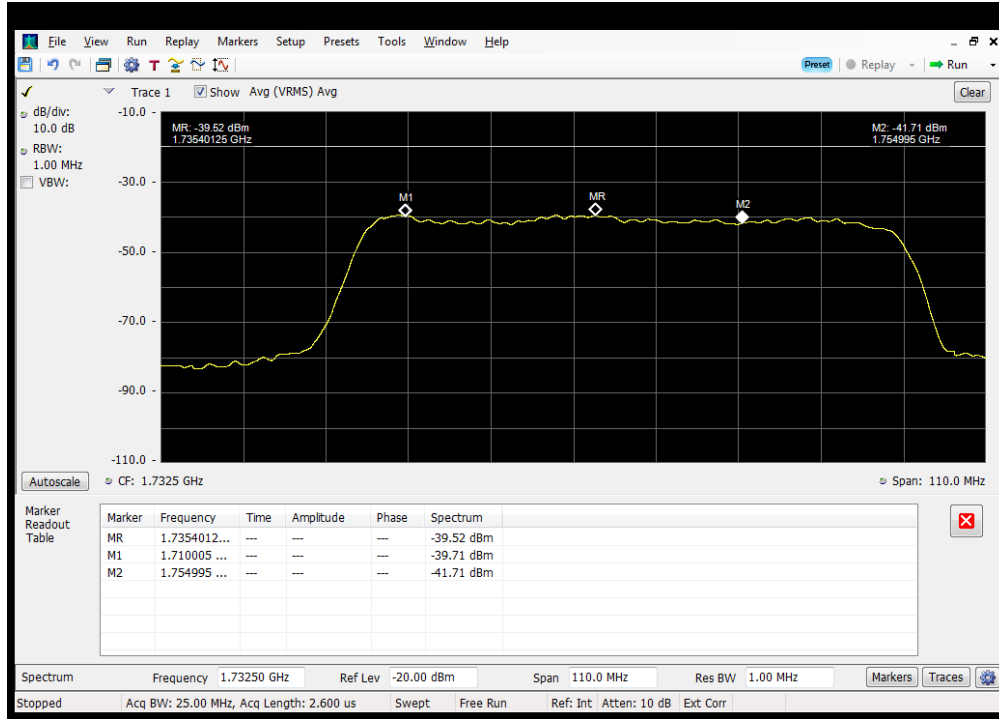 File View Run Replay Markers Setup Presets Tools Window Help
T Preset Replay Run
Trace 1 Show Avg (VRMS) Avg Clear
dB/div:
10.0 dB
RBW:
1.00 MHz
VBW:
-10.0 -
-30.0 -
-50.0 -
-70.0 -
-90.0 -
-110.0 -
MR: -39.52 dBm
1.73540125 GHz
M2: -41.71 dBm
1.754995 GHz
M1 MR M2
Autoscale CF: 1.7325 GHz Span: 110.0 MHz
Marker
Readout
Table
Marker Frequency Time Amplitude Phase Spectrum
MR 1.7354012... --- --- --- -39.52 dBm
M1 1.710005 ... --- --- --- -39.71 dBm
M2 1.754995 ... --- --- --- -41.71 dBm
Spectrum Frequency 1.73250 GHz Ref Lev -20.00 dBm Span 110.0 MHz Res BW 1.00 MHz Markers Traces
Stopped Acq BW: 25.00 MHz, Acq Length: 2.600 us Swept Free Run Ref: Int Atten: 10 dB Ext Corr